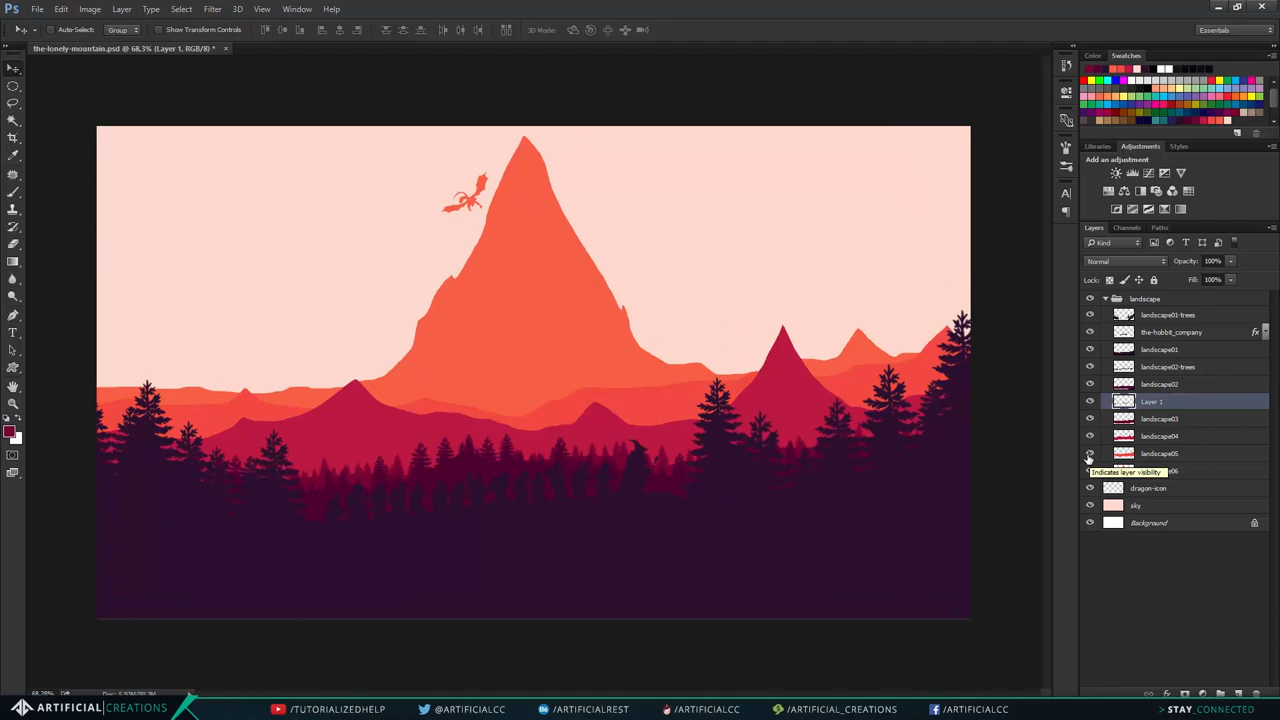 Ps File Edit Image Layer Type Select Filter 3D View Window Help
Auto-Select: Group Show Transform Controls 3D Mode: Essentials
the-lonely-mountain.psd @ 68,3% (Layer 1, RGB/8) *
Color Swatches
Libraries Adjustments Styles
Add an adjustment
Layers Channels Paths
Kind
Normal Opacity: 100%
Lock: Fill: 100%
landscape
landscape01-trees
the-hobbit_company fx
landscape01
landscape02-trees
landscape02
Layer 1
landscape03
landscape04
landscape05
Indicates layer visibility
dragon-icon
sky
Background
ARTIFICIAL|CREATIONS /TUTORIALIZEDHELP @ARTIFICIALCC /ARTIFICIALREST /ARTIFICIALCC /ARTIFICIAL_CREATIONS /ARTIFICIALCC > STAY_CONNECTED